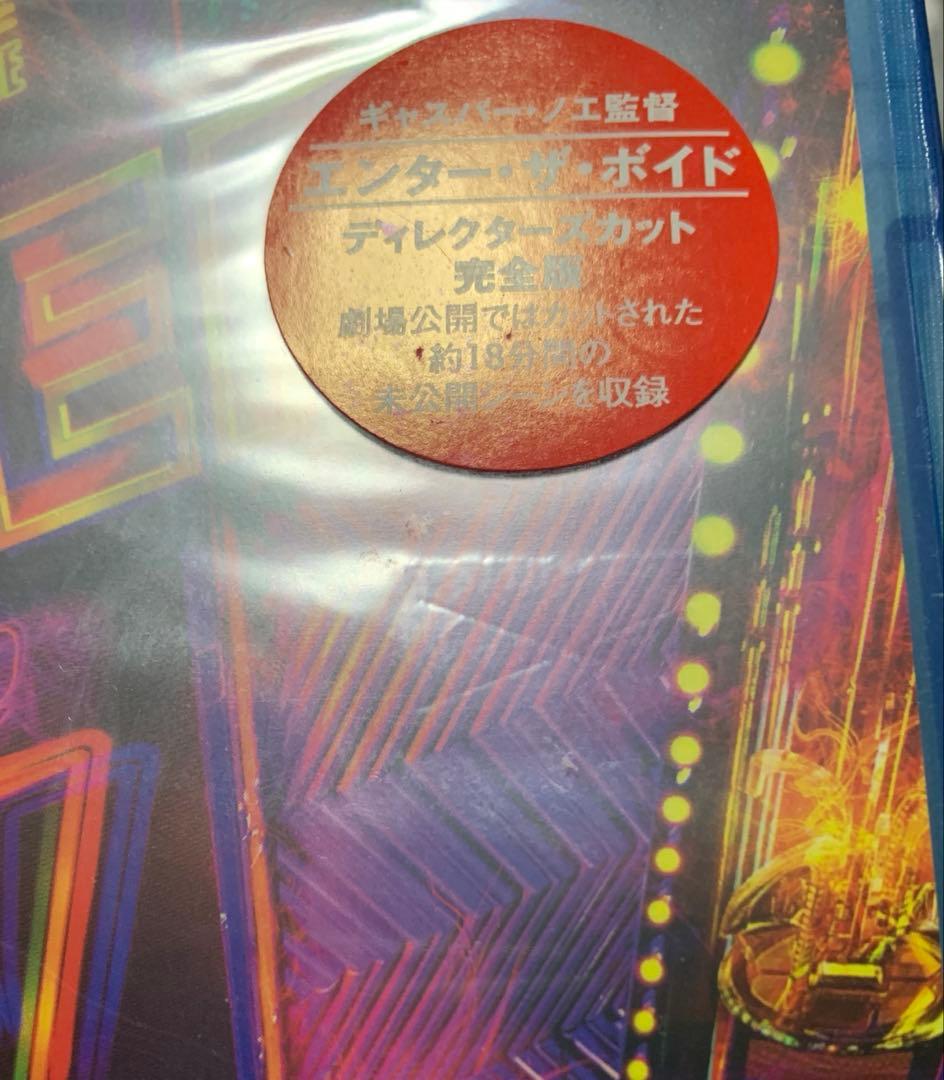 ギャスパー・ノエ監督
エンター・ザ・ボイド
ディレクターズカット
完全版
劇場公開ではカットされた
約18分間の
未公開シーンを収録
E